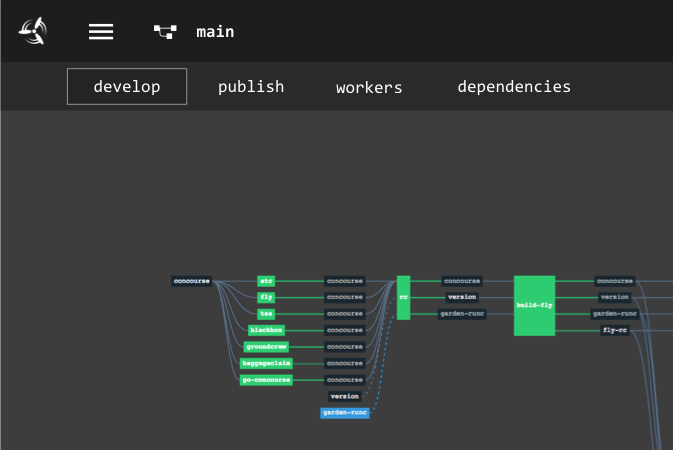 main
develop publish workers dependencies
concourse atc concourse rc concourse build-fly concourse
fly concourse version version
tsa concourse garden-runc garden-runc
blackbox concourse fly-rc
groundcrew concourse
baggageclaim concourse
go-concourse concourse
version
garden-runc